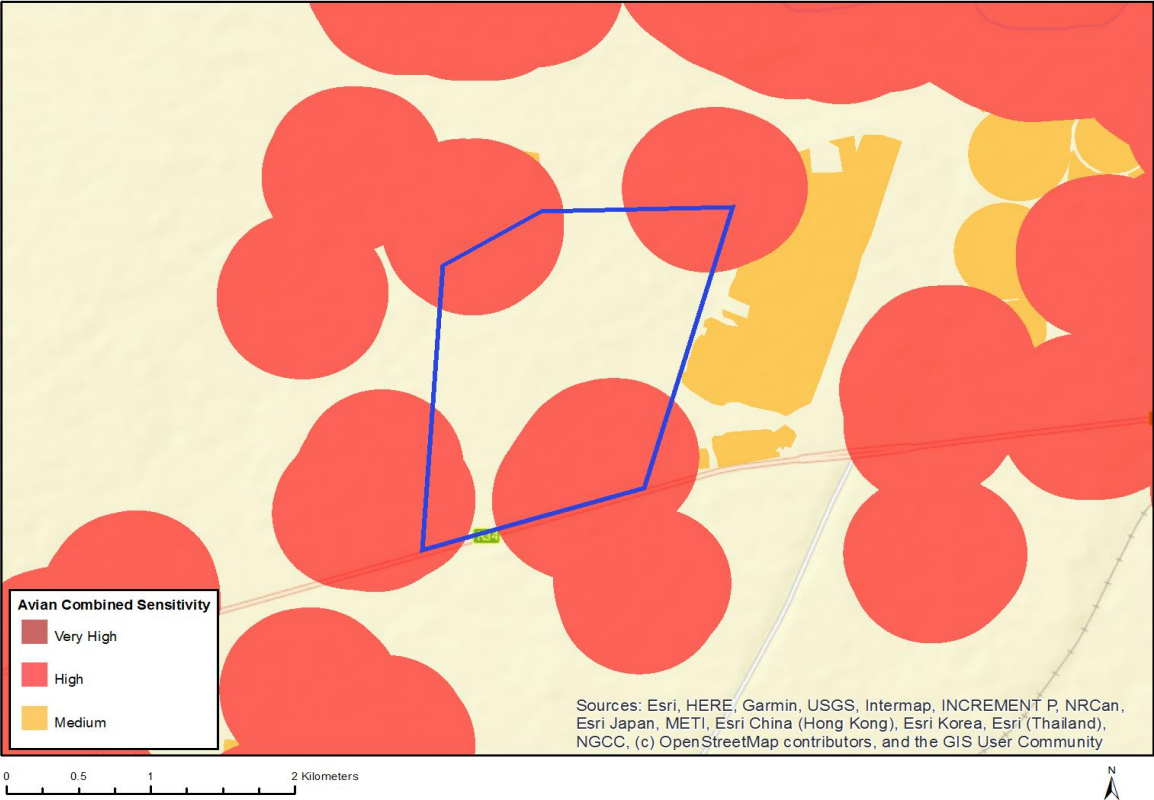 Avian Combined Sensitivity
Very High
High
Medium
Sources: Esri, HERE, Garmin, USGS, Intermap, INCREMENT P, NRCan,
Esri Japan, METI, Esri China (Hong Kong), Esri Korea, Esri (Thailand),
NGCC, (c) OpenStreetMap contributors, and the GIS User Community
0 0.5 1 2 Kilometers
N